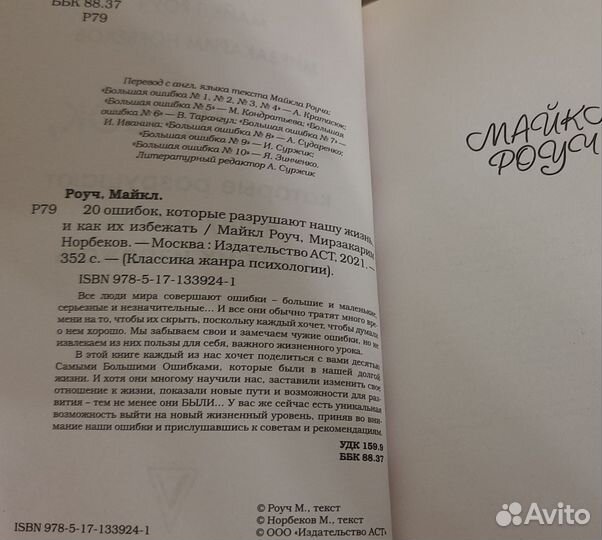 ББК 88.37
Р79
Перевод с англ. языка текста Майкла Роуча:
«Большая ошибка № 1, № 2, № 3, № 4» — А. Кратасюк;
«Большая ошибка № 5» — М. Кондратьева; «Большая
ошибка № 6» — В. Тарангул; «Большая ошибка № 7» —
И. Иванина; «Большая ошибка № 8» — А. Сударенко;
«Большая ошибка № 9» — И. Суржик;
«Большая ошибка № 10» — Я. Зинченко.
Литературный редактор А. Суржик
Роуч, Майкл.
Р79 20 ошибок, которые разрушают нашу жизнь,
и как их избежать / Майкл Роуч, Мирзакарим
Норбеков. — Москва : Издательство АСТ, 2021. —
352 с. — (Классика жанра психологии).
ISBN 978-5-17-133924-1
Все люди мира совершают ошибки – большие и маленькие,
серьезные и незначительные... И все они обычно тратят много вре-
мени на то, чтобы их скрыть, поскольку каждый хочет, чтобы думали
о нем хорошо. Мы забываем свои и замечаем чужие ошибки, но не
извлекаем из них пользы для себя, важного жизненного урока.
В этой книге каждый из нас хочет поделиться с вами десятью
Самыми Большими Ошибками, которые были в нашей долгой
жизни. И хотя они многому научили нас, заставили изменить свое
отношение к жизни, показали новые пути и возможности для раз-
вития – тем не менее они БЫЛИ... У вас же сейчас есть уникальная
возможность выйти на новый жизненный уровень, приняв во вни-
мание наши ошибки и прислушавшись к советам и рекомендациям.
УДК 159.9
ББК 88.37
© Роуч М., текст
© Норбеков М., текст
ISBN 978-5-17-133924-1
© ООО «Издательство АСТ»
МАЙКЛ
РОУЧ
Avito